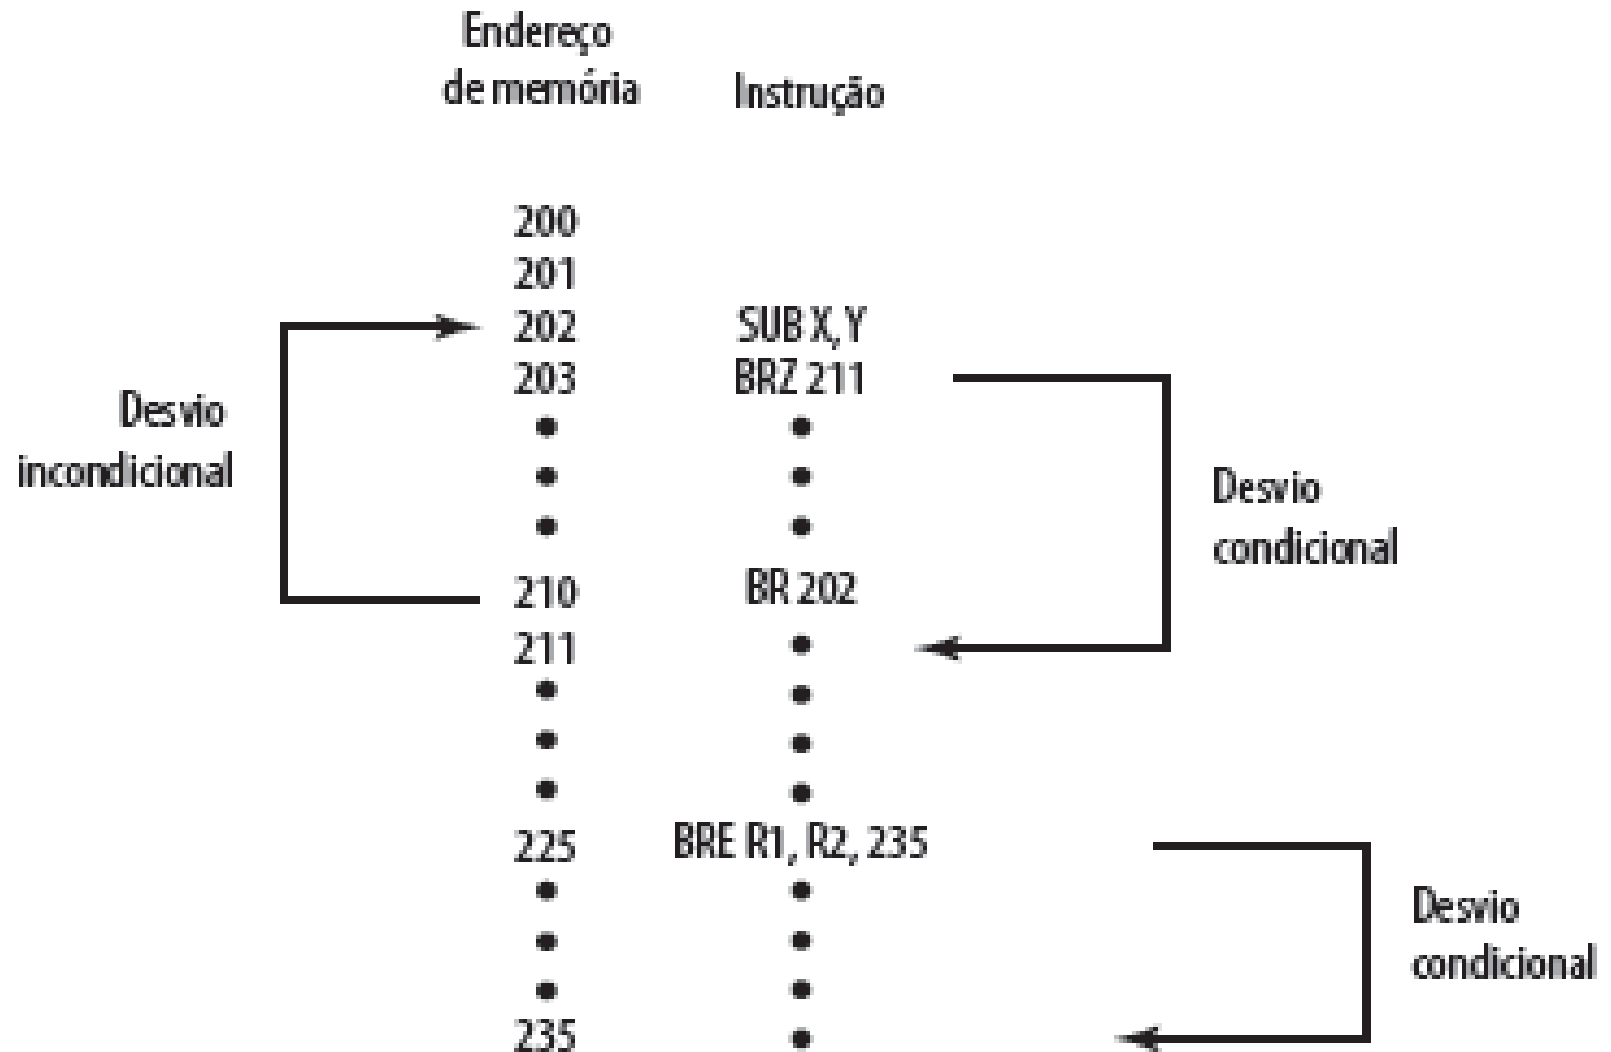 Endereço
de memória
Instrução
200
201
202 SUB X, Y
203 BRZ 211
Desvio
incondicional
Desvio
condicional
210 BR 202
211
225 BRE R1, R2, 235
Desvio
condicional
235